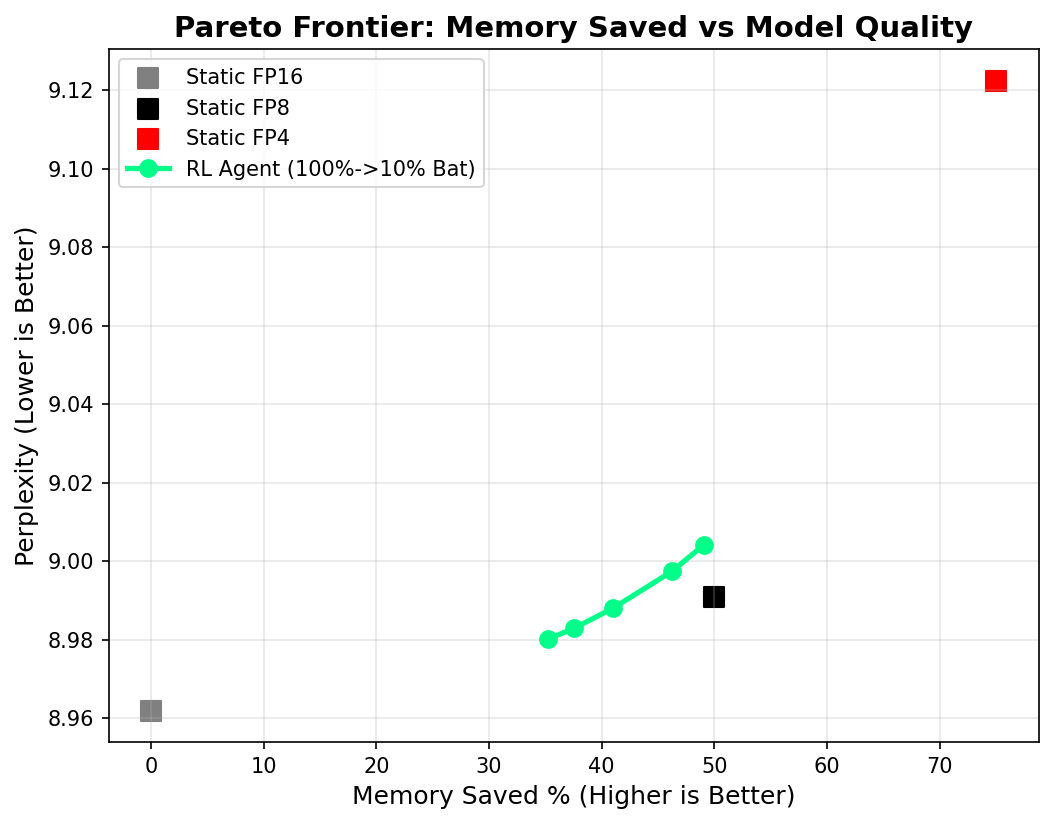 Pareto Frontier: Memory Saved vs Model Quality
Static FP16
Static FP8
Static FP4
RL Agent (100%->10% Bat)
Perplexity (Lower is Better)
9.12
9.10
9.08
9.06
9.04
9.02
9.00
8.98
8.96
0 10 20 30 40 50 60 70
Memory Saved % (Higher is Better)